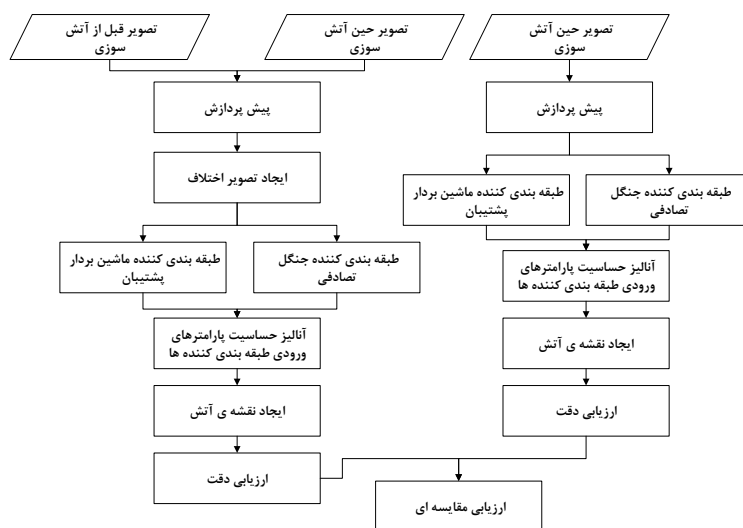 تصویر حین آتش
سوزی
تصویر حین آتش
سوزی
تصویر قبل از آتش
سوزی
پیش پردازش
پیش پردازش
ایجاد تصویر اختلاف
طبقه بندی کننده جنگل
تصادفی
طبقه بندی کننده ماشین بردار
پشتیبان
آنالیز حساسیت پارامترهای
ورودی طبقه بندی کننده ها
طبقه بندی کننده جنگل
تصادفی
طبقه بندی کننده ماشین بردار
پشتیبان
ایجاد نقشه ی آتش
آنالیز حساسیت پارامترهای
ورودی طبقه بندی کننده ها
ارزیابی دقت
ایجاد نقشه ی آتش
ارزیابی دقت
ارزیابی مقایسه ای